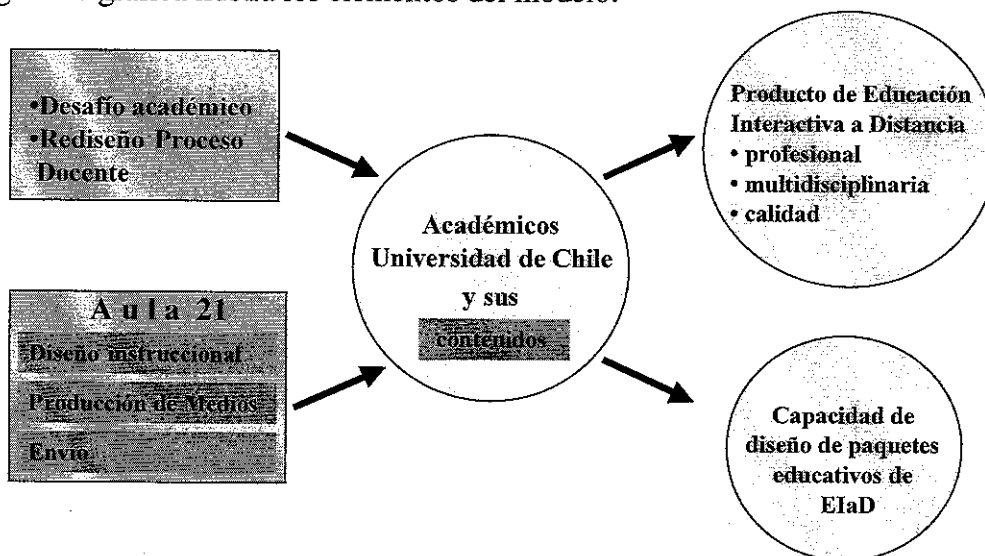 •Desafío académico
•Rediseño Proceso
Docente
Aula 21
Diseño instruccional
Producción de Medios
Envío
Académicos
Universidad de Chile
y sus
contenidos
Producto de Educación
Interactiva a Distancia
• profesional
• multidisciplinaria
• calidad
Capacidad de
diseño de paquetes
educativos de
EIaD